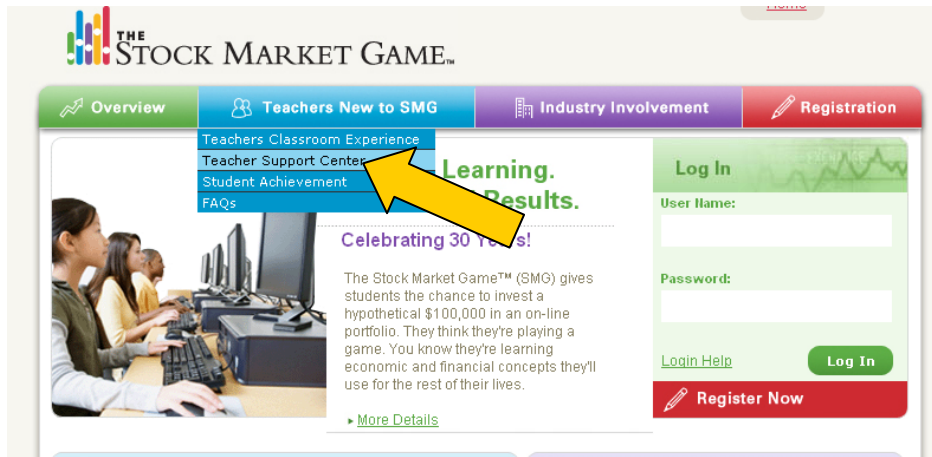 Home
THE
STOCK MARKET GAME™
Overview
Teachers New to SMG
Industry Involvement
Registration
Teachers Classroom Experience
Teacher Support Center
Student Achievement
FAQs
Learning.
Results.
Celebrating 30 Years!
The Stock Market Game™ (SMG) gives
students the chance to invest a
hypothetical $100,000 in an on-line
portfolio. They think they're playing a
game. You know they're learning
economic and financial concepts they'll
use for the rest of their lives.
More Details
Log In
User Name:
Password:
Login Help
Log In
Register Now